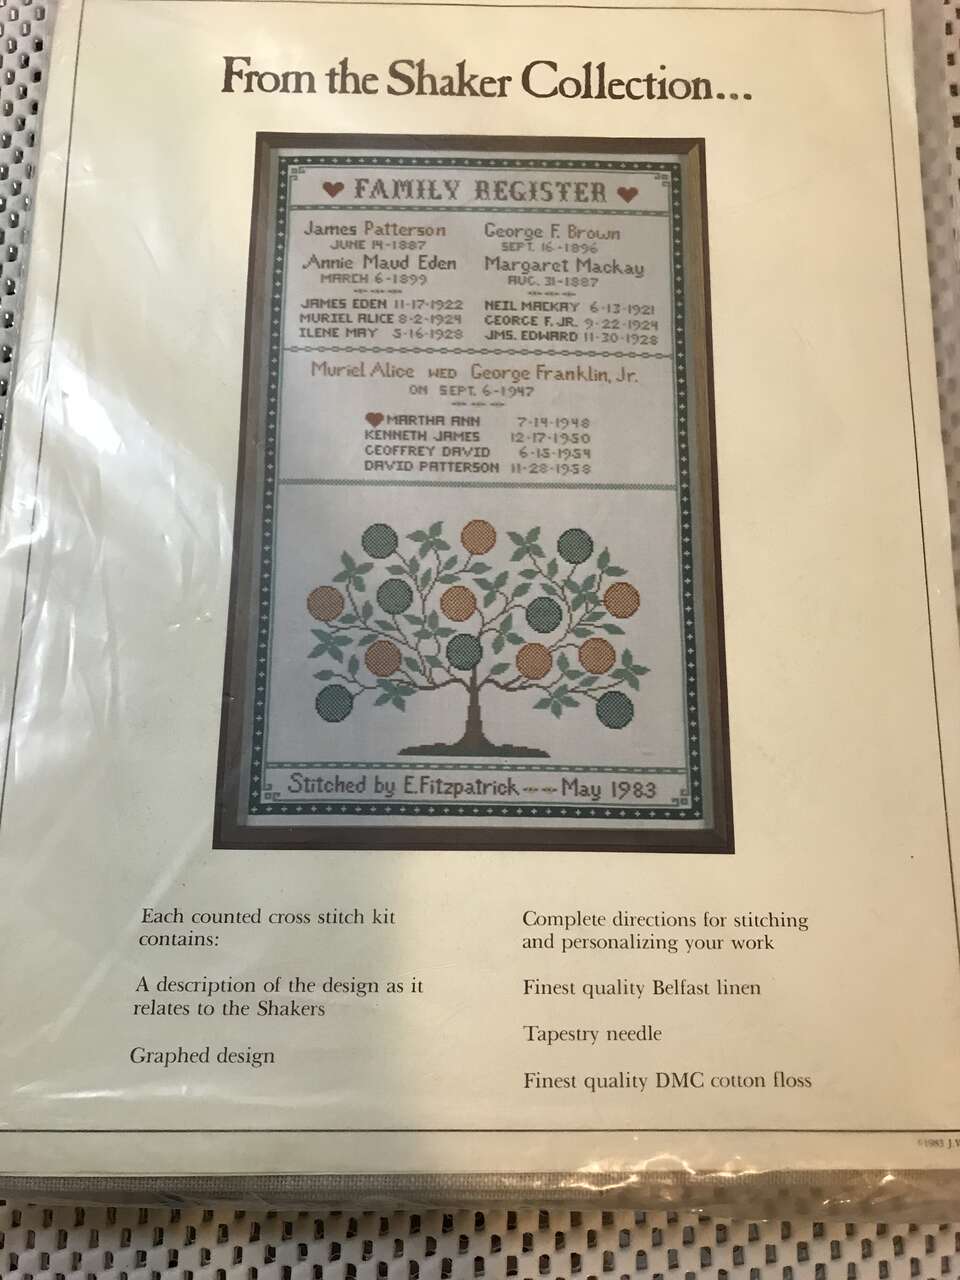 From the Shaker Collection...
FAMILY REGISTER
James Patterson
JUNE 14-1887
Annie Maud Eden
MARCH 6-1899
JAMES EDEN 11-17-1922
MURIEL ALICE 8-2-1924
ILENE MAY 5-16-1928
George F. Brown
SEPT. 16-1896
Margaret Mackay
AUG. 31-1887
NEIL MACKAY 6-13-1921
GEORGE F. JR. 9-22-1924
JMS. EDWARD 11-30-1928
Muriel Alice WED George Franklin, Jr.
ON SEPT. 6-1947
MARTHA ANN 7-14-1948
KENNETH JAMES 12-17-1950
GEOFFREY DAVID 6-15-1954
DAVID PATTERSON 11-28-1958
Stitched by E. Fitzpatrick --- May 1983
Each counted cross stitch kit
contains:
A description of the design as it
relates to the Shakers
Graphed design
Complete directions for stitching
and personalizing your work
Finest quality Belfast linen
Tapestry needle
Finest quality DMC cotton floss
©1983 J.